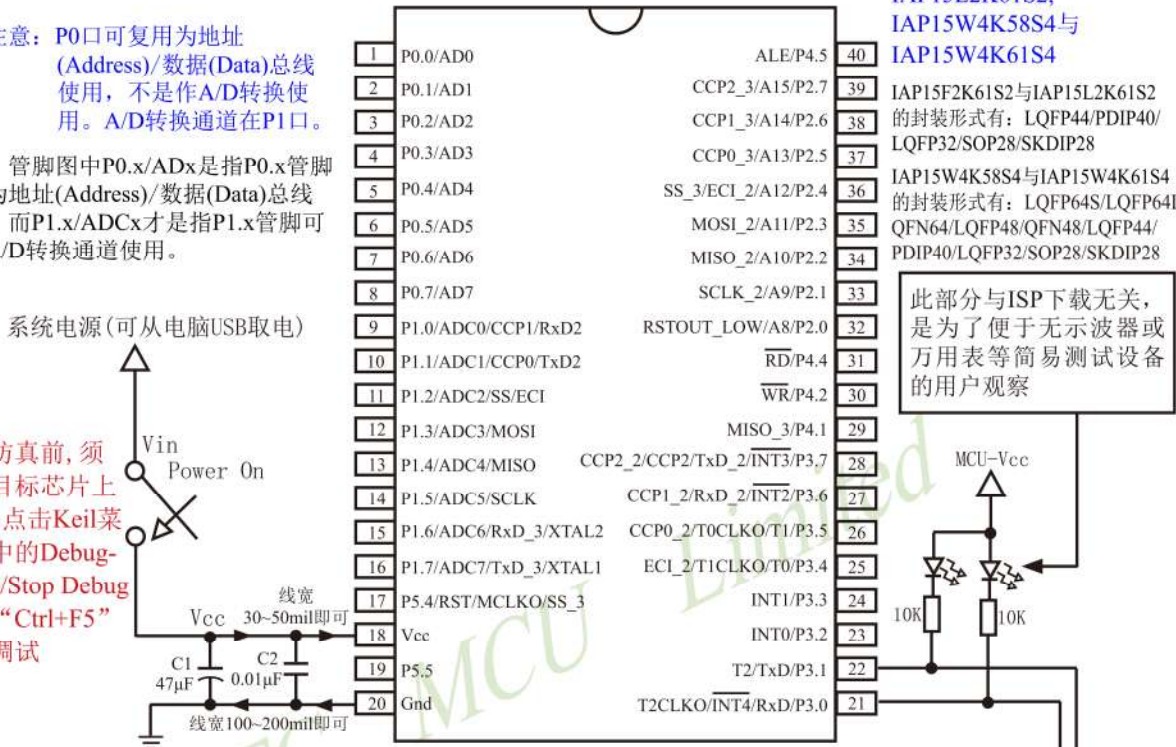 IAP15W4K58S4与
IAP15W4K61S4
意：P0口可复用为地址
(Address)/数据(Data)总线
使用，不是作A/D转换使
用。A/D转换通道在P1口。
管脚图中P0.x/ADx是指P0.x管脚
地址(Address)/数据(Data)总线
而P1.x/ADCx才是指P1.x管脚可
/D转换通道使用。
系统电源(可从电脑USB取电)
Vin
Power On
仿真前,须
目标芯片上
点击Keil菜
中的Debug-
/Stop Debug
“Ctrl+F5”
调试
Vcc
线宽
30~50mil即可
C1
47μF
C2
0.01μF
线宽100~200mil即可
1 P0.0/AD0
2 P0.1/AD1
3 P0.2/AD2
4 P0.3/AD3
5 P0.4/AD4
6 P0.5/AD5
7 P0.6/AD6
8 P0.7/AD7
9 P1.0/ADC0/CCP1/RxD2
10 P1.1/ADC1/CCP0/TxD2
11 P1.2/ADC2/SS/ECI
12 P1.3/ADC3/MOSI
13 P1.4/ADC4/MISO
14 P1.5/ADC5/SCLK
15 P1.6/ADC6/RxD_3/XTAL2
16 P1.7/ADC7/TxD_3/XTAL1
17 P5.4/RST/MCLKO/SS_3
18 Vcc
19 P5.5
20 Gnd
ALE/P4.5 40
CCP2_3/A15/P2.7 39
CCP1_3/A14/P2.6 38
CCP0_3/A13/P2.5 37
SS_3/ECI_2/A12/P2.4 36
MOSI_2/A11/P2.3 35
MISO_2/A10/P2.2 34
SCLK_2/A9/P2.1 33
RSTOUT_LOW/A8/P2.0 32
RD/P4.4 31
WR/P4.2 30
MISO_3/P4.1 29
CCP2_2/CCP2/TxD_2/INT3/P3.7 28
CCP1_2/RxD_2/INT2/P3.6 27
CCP0_2/T0CLKO/T1/P3.5 26
ECI_2/T1CLKO/T0/P3.4 25
INT1/P3.3 24
INT0/P3.2 23
T2/TxD/P3.1 22
T2CLKO/INT4/RxD/P3.0 21
IAP15F2K61S2与IAP15L2K61S2
的封装形式有：LQFP44/PDIP40/
LQFP32/SOP28/SKDIP28
IAP15W4K58S4与IAP15W4K61S4
的封装形式有：LQFP64S/LQFP64L
QFN64/LQFP48/QFN48/LQFP44/
PDIP40/LQFP32/SOP28/SKDIP28
此部分与ISP下载无关，
是为了便于无示波器或
万用表等简易测试设备
的用户观察
MCU-Vcc
10K
10K
MCU Limited